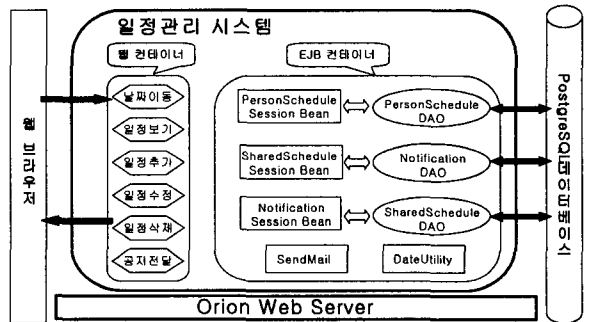 일정관리 시스템
웹 컨테이너
EJB 컨테이너
웹 브라우저
날짜이동
일정보기
일정추가
일정수정
일정삭제
공지전달
PersonSchedule
Session Bean
PersonSchedule
DAO
SharedSchedule
Session Bean
Notification
DAO
Notification
Session Bean
SharedSchedule
DAO
SendMail
DateUtility
PostgreSQL데이터베이스
Orion Web Server